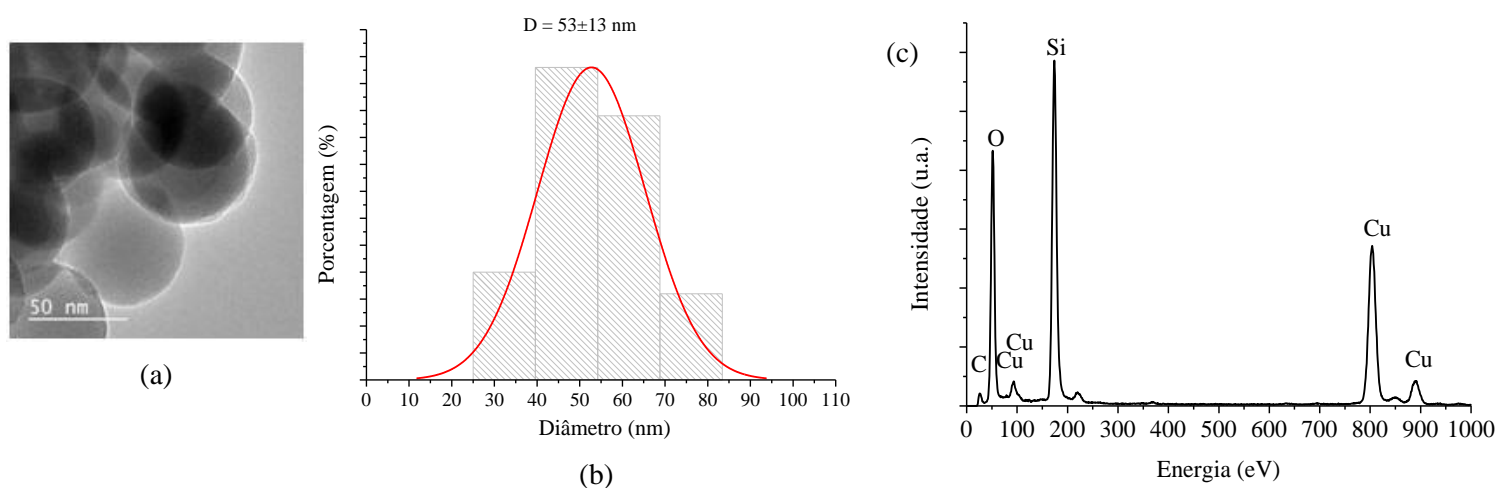 50 nm
(a)
D = 53±13 nm
Porcentagem (%)
0 10 20 30 40 50 60 70 80 90 100 110
Diâmetro (nm)
(b)
(c)
Intensidade (u.a.)
Si
O
Cu
Cu
Cu
C Cu
0 100 200 300 400 500 600 700 800 900 1000
Energia (eV)